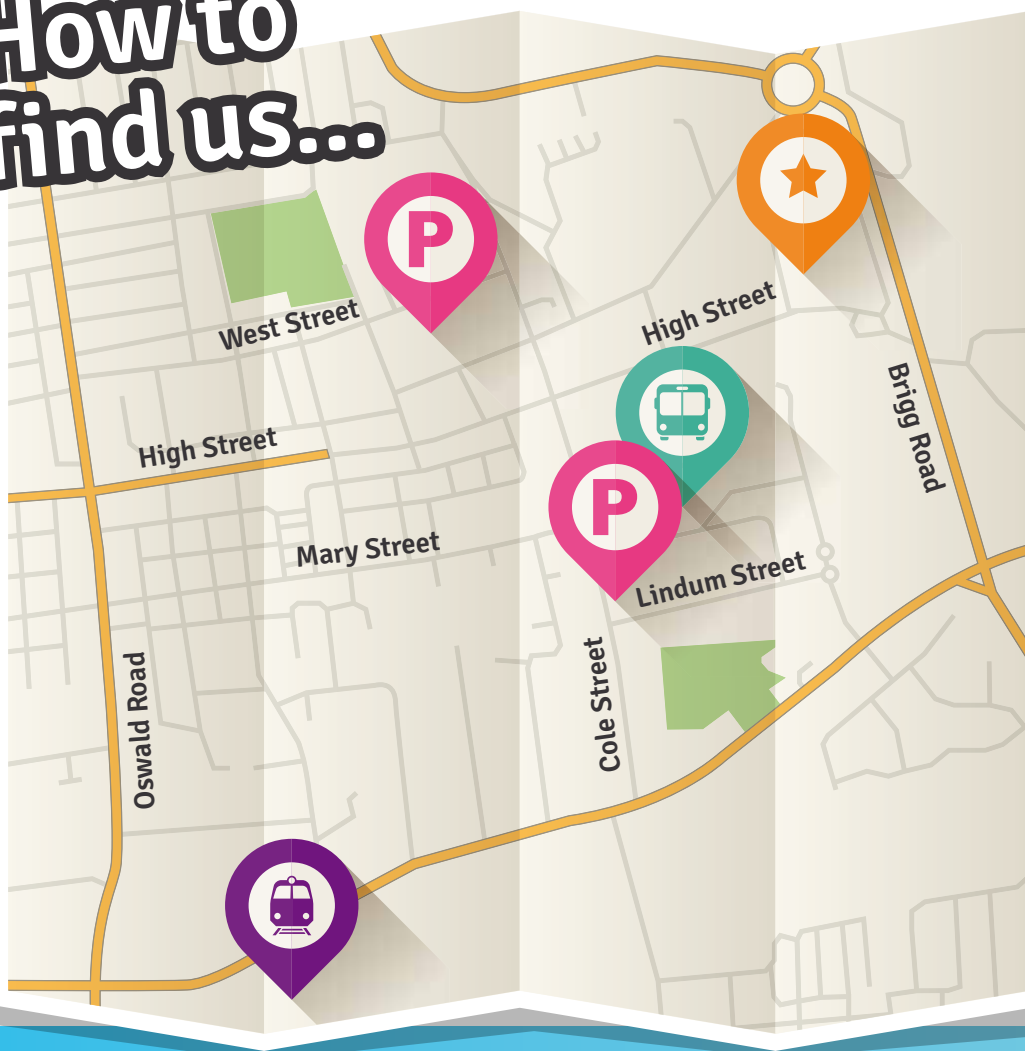 How to
find us...
P
West Street
High Street
High Street
Brigg Road
P
Mary Street
Lindum Street
Oswald Road
Cole Street